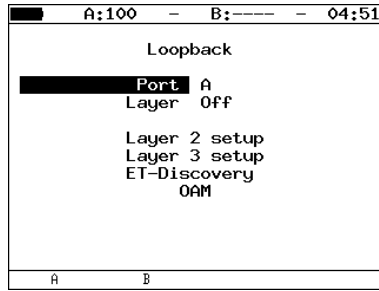 A:100 – B:---- – 04:51
Loopback
Port A
Layer Off
Layer 2 setup
Layer 3 setup
ET-Discovery
OAM
A B